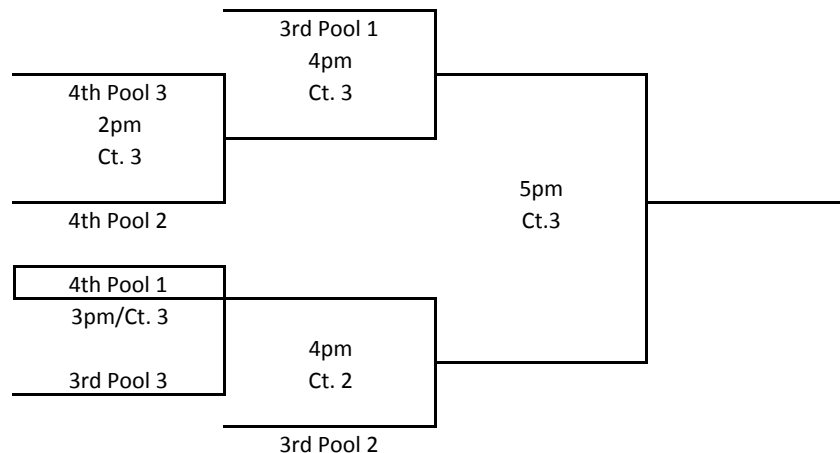 3rd Pool 1
4pm
Ct. 3
4th Pool 3
2pm
Ct. 3
4th Pool 2
5pm
Ct.3
4th Pool 1
3pm/Ct. 3
3rd Pool 3
4pm
Ct. 2
3rd Pool 2